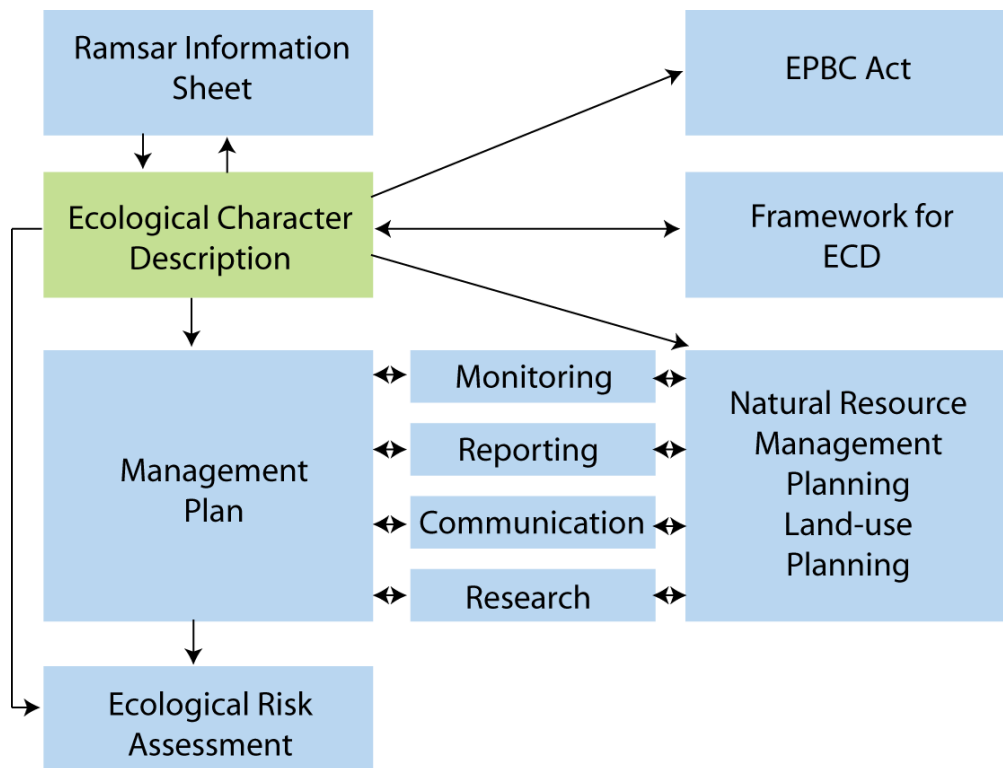 Ramsar Information
Sheet
EPBC Act
Ecological Character
Description
Framework for
ECD
Management
Plan
Monitoring
Reporting
Communication
Research
Natural Resource
Management
Planning
Land-use
Planning
Ecological Risk
Assessment